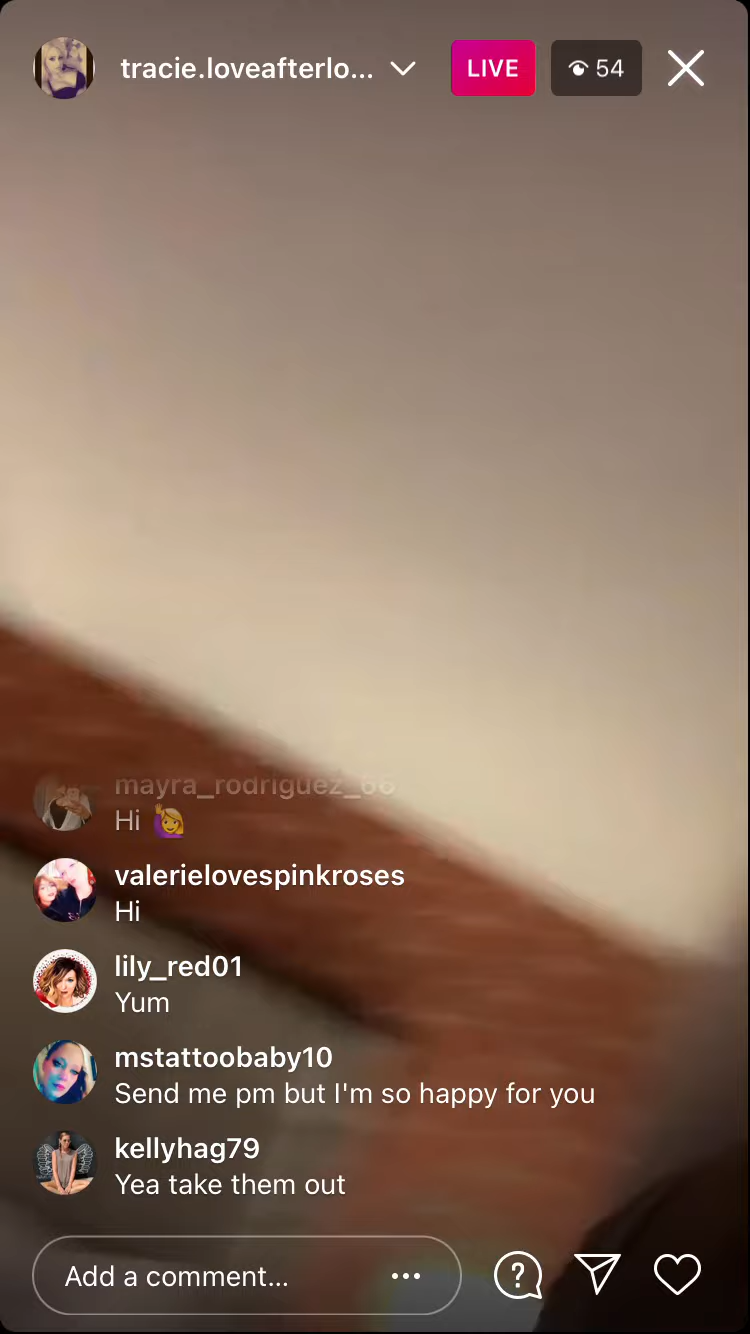 tracie.loveafterlo...
LIVE
54
mayra_rodriguez_66
Hi
valerielovespinkroses
Hi
lily_red01
Yum
mstattoobaby10
Send me pm but I'm so happy for you
kellyhag79
Yea take them out
Add a comment...